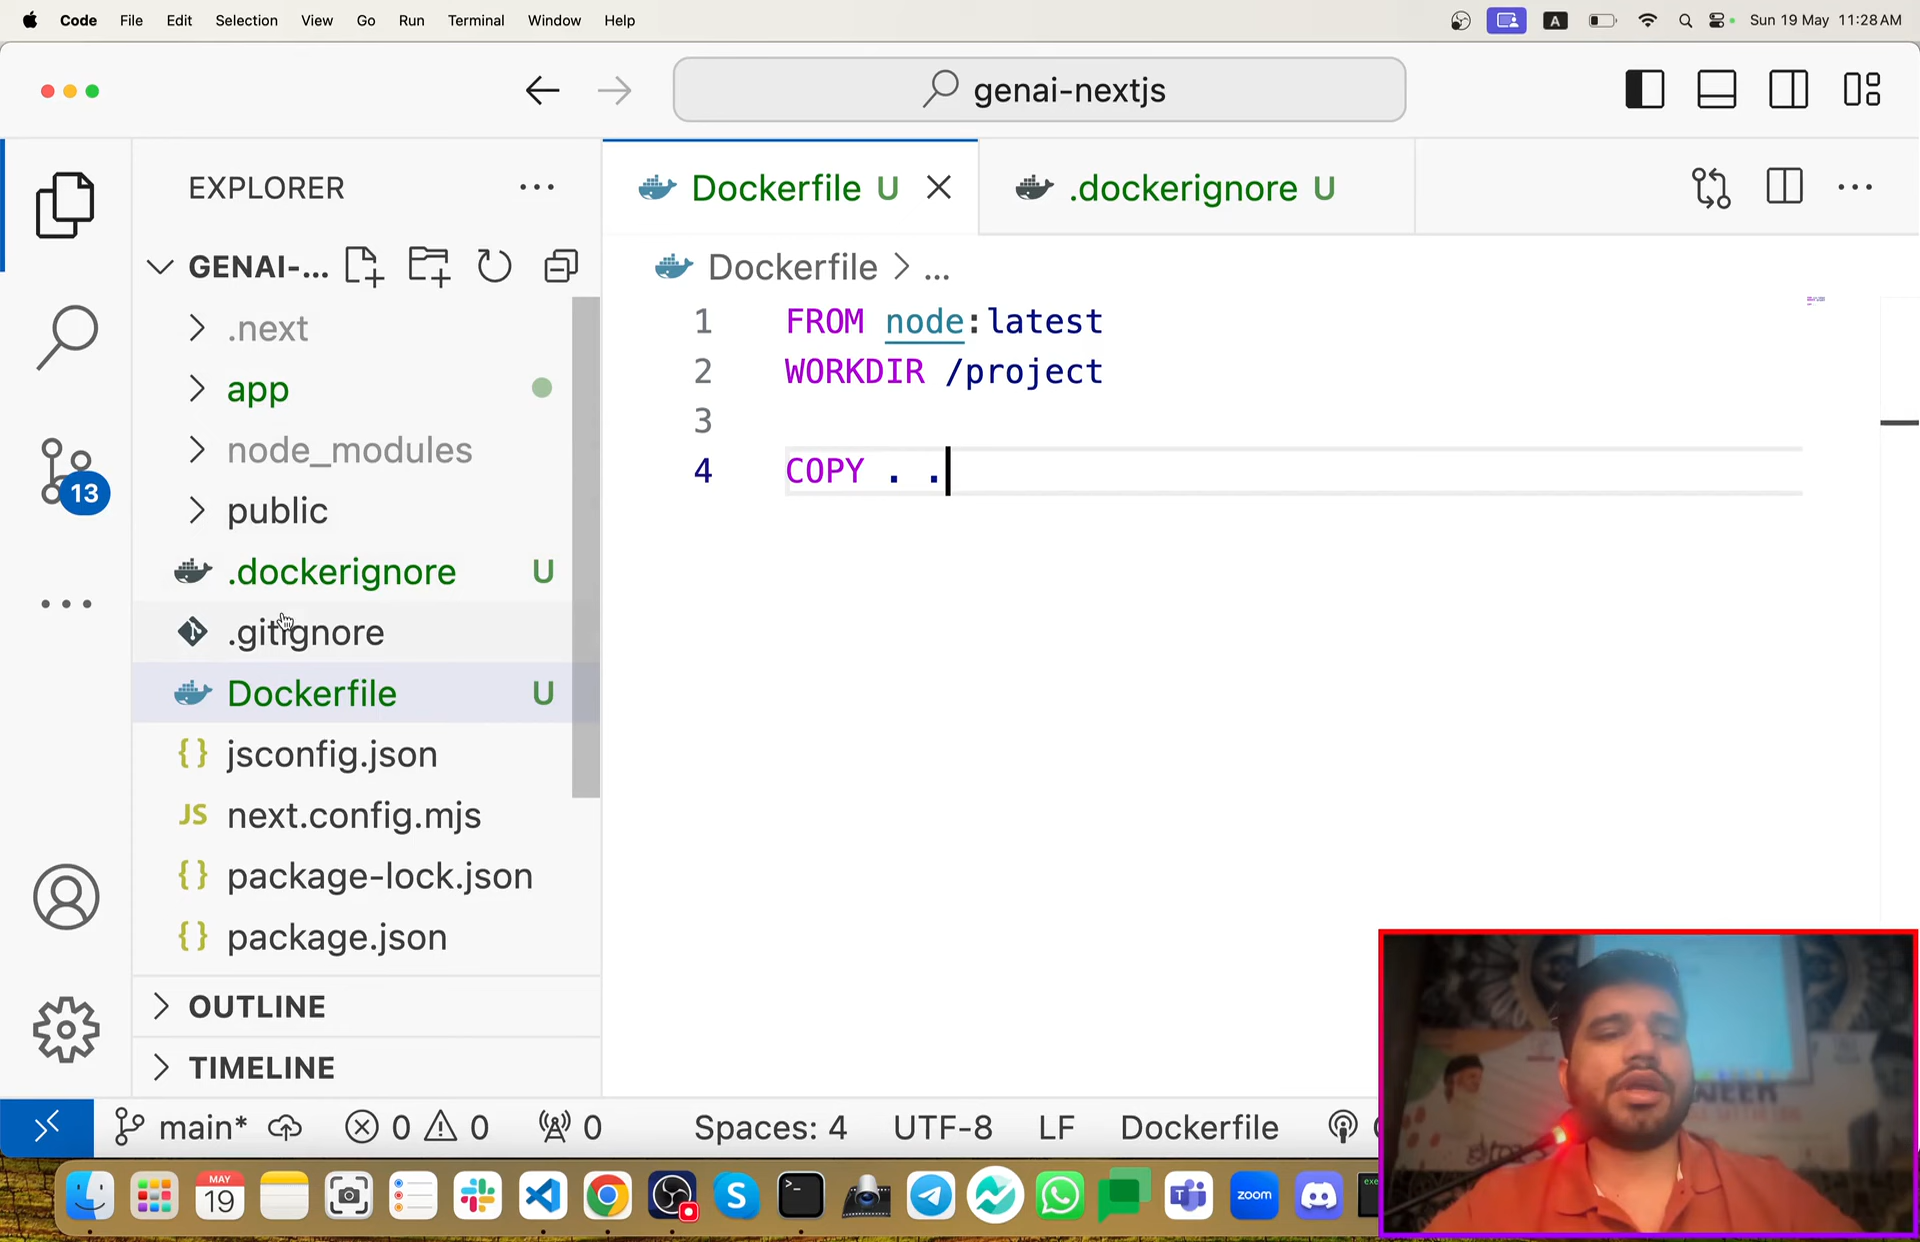 Code File Edit Selection View Go Run Terminal Window Help A Sun 19 May 11:28 AM
genai-nextjs
EXPLORER ...
Dockerfile U
.dockerignore U
GENAI-...
Dockerfile > ...
.next
app
node_modules
public
.dockerignore U
.gitignore
Dockerfile U
jsconfig.json
JS next.config.mjs
package-lock.json
package.json
OUTLINE
TIMELINE
1 FROM node:latest
2 WORKDIR /project
3
4 COPY . .
13
main* 0 0 0 Spaces: 4 UTF-8 LF Dockerfile
MAY
19
S
zoom
exe